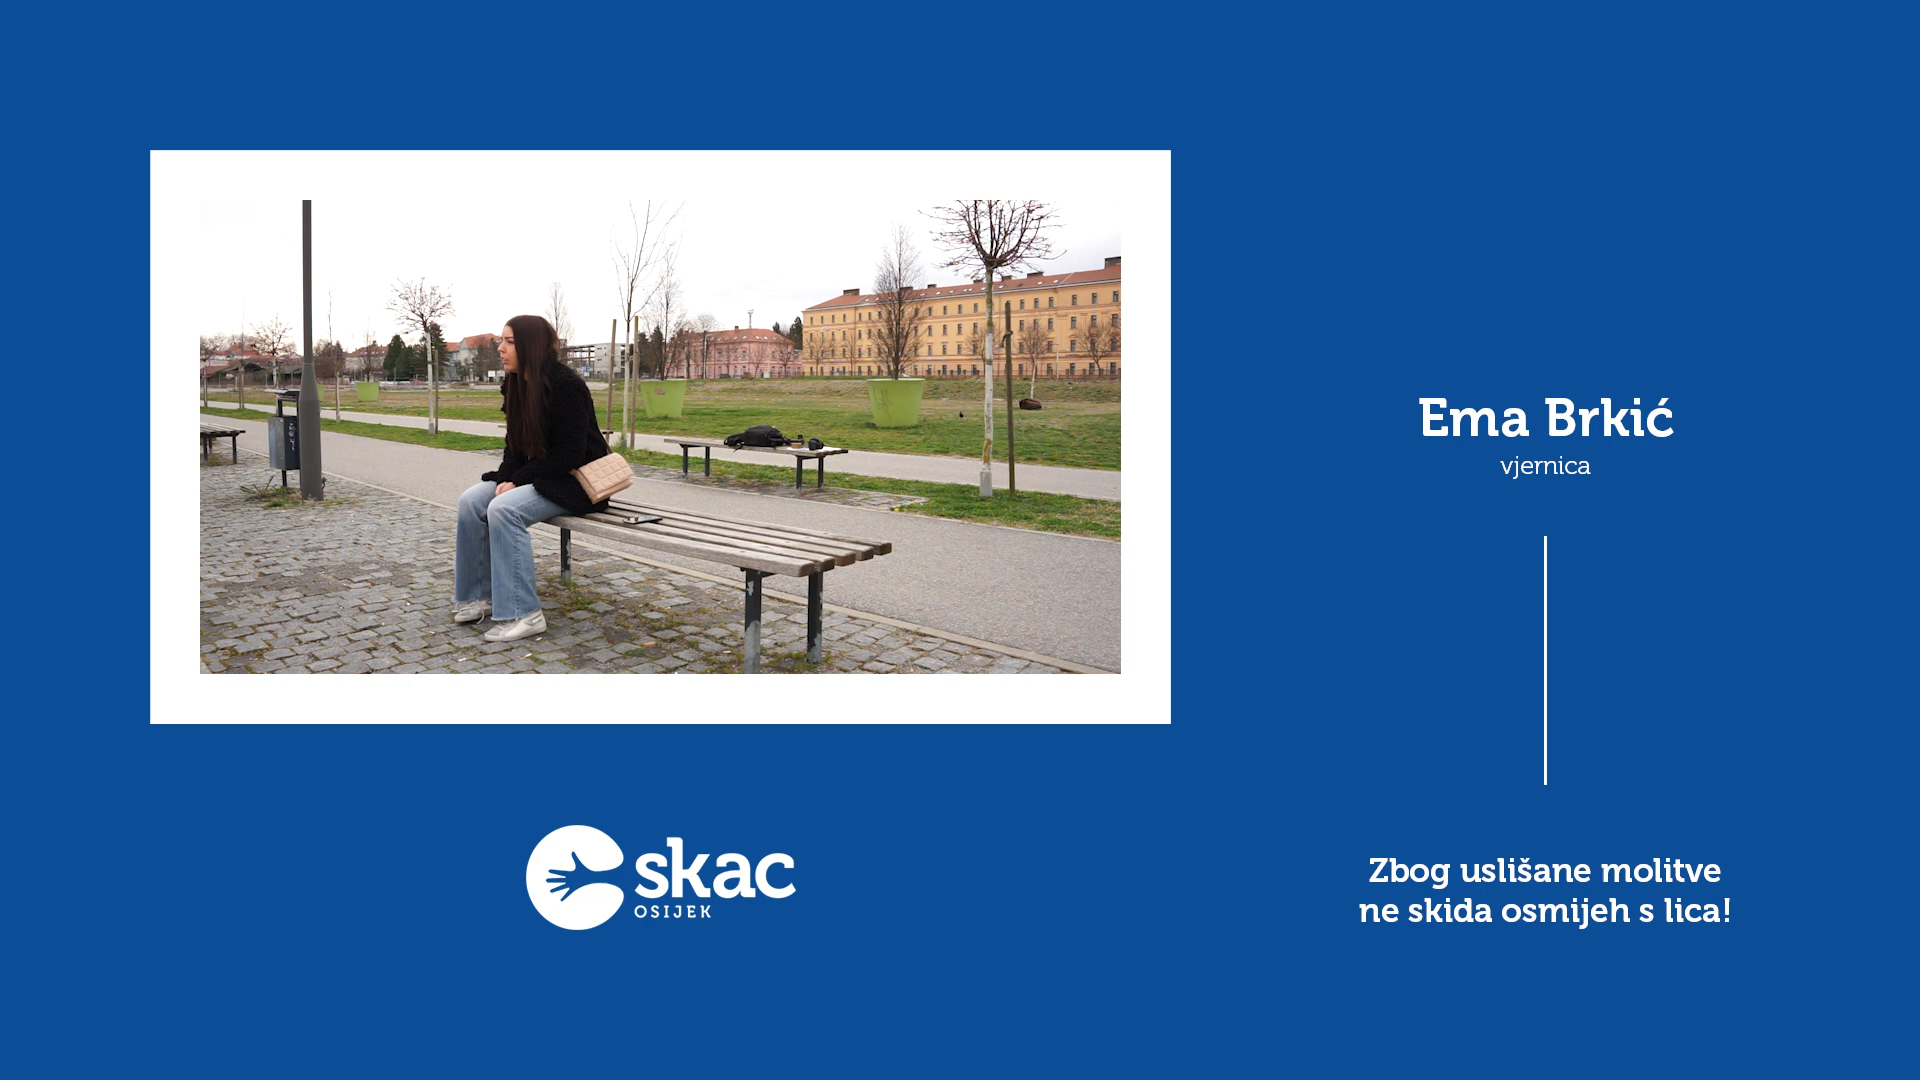 Ema Brkić
vjernica
skac
OSIJEK
Zbog uslišane molitve
ne skida osmijeh s lica!